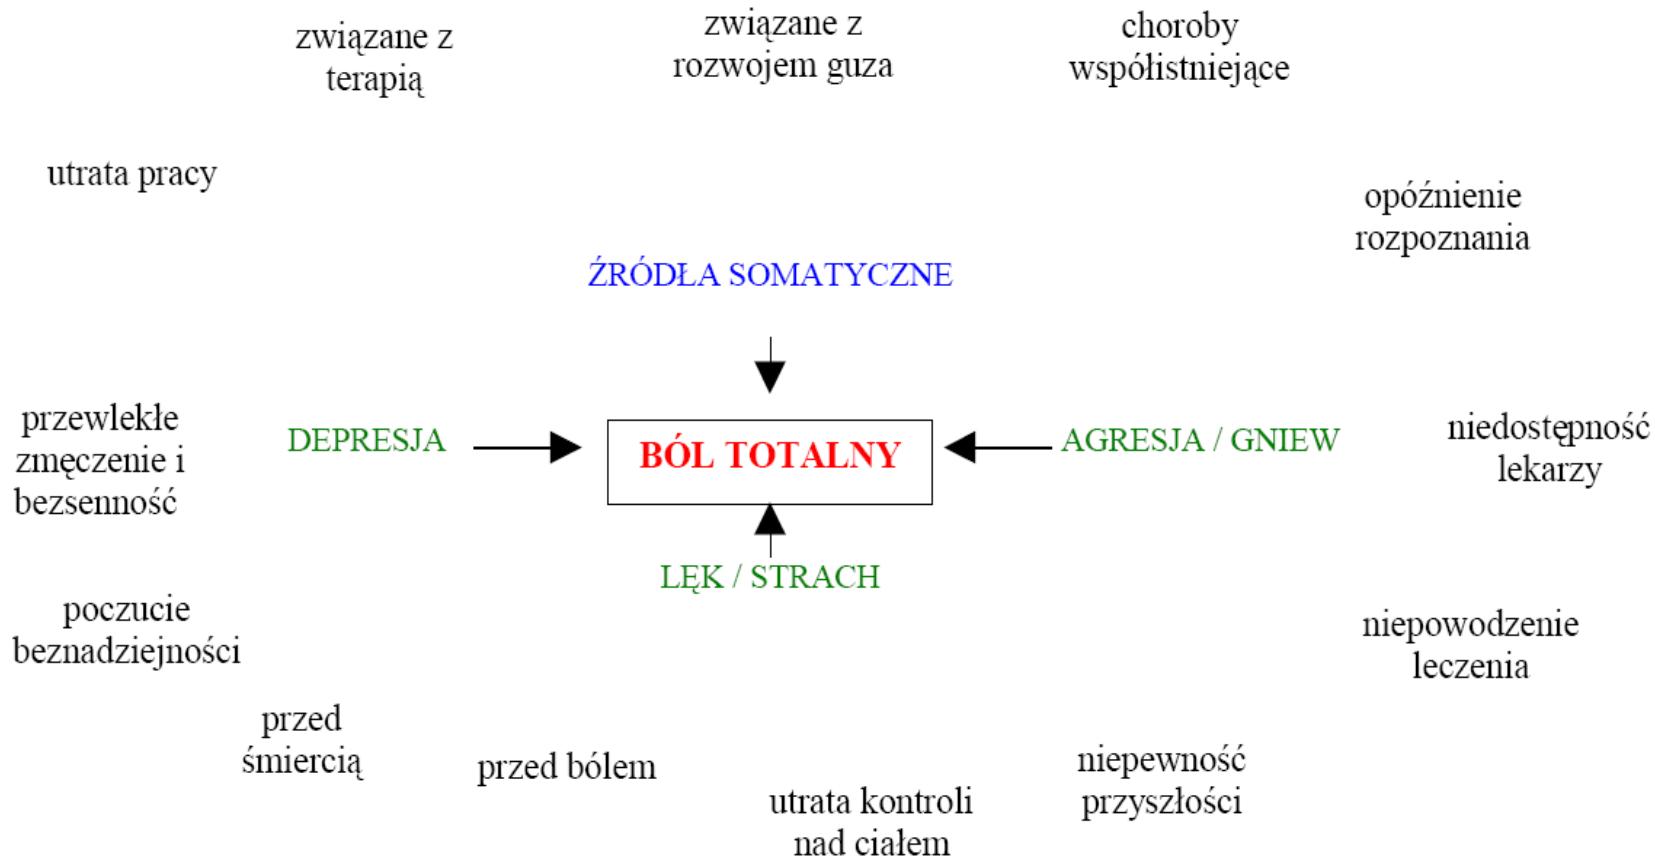 związane z
terapią
związane z
rozwojem guza
choroby
współistniejące
utrata pracy
opóźnienie
rozpoznania
ŹRÓDŁA SOMATYCZNE
przewlekłe
zmęczenie i
bezsenność
DEPRESJA
BÓL TOTALNY
AGRESJA / GNIEW
niedostępność
lekarzy
LĘK / STRACH
poczucie
beznadziejności
niepowodzenie
leczenia
przed
śmiercią
przed bólem
utrata kontroli
nad ciałem
niepewność
przyszłości